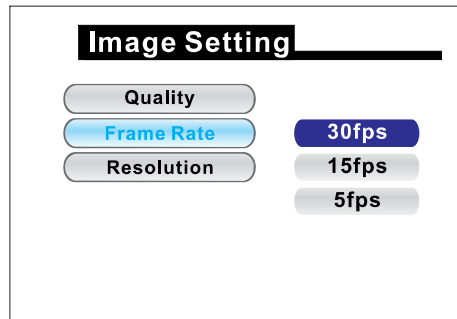 Image Setting
Quality
Frame Rate
Resolution
30fps
15fps
5fps